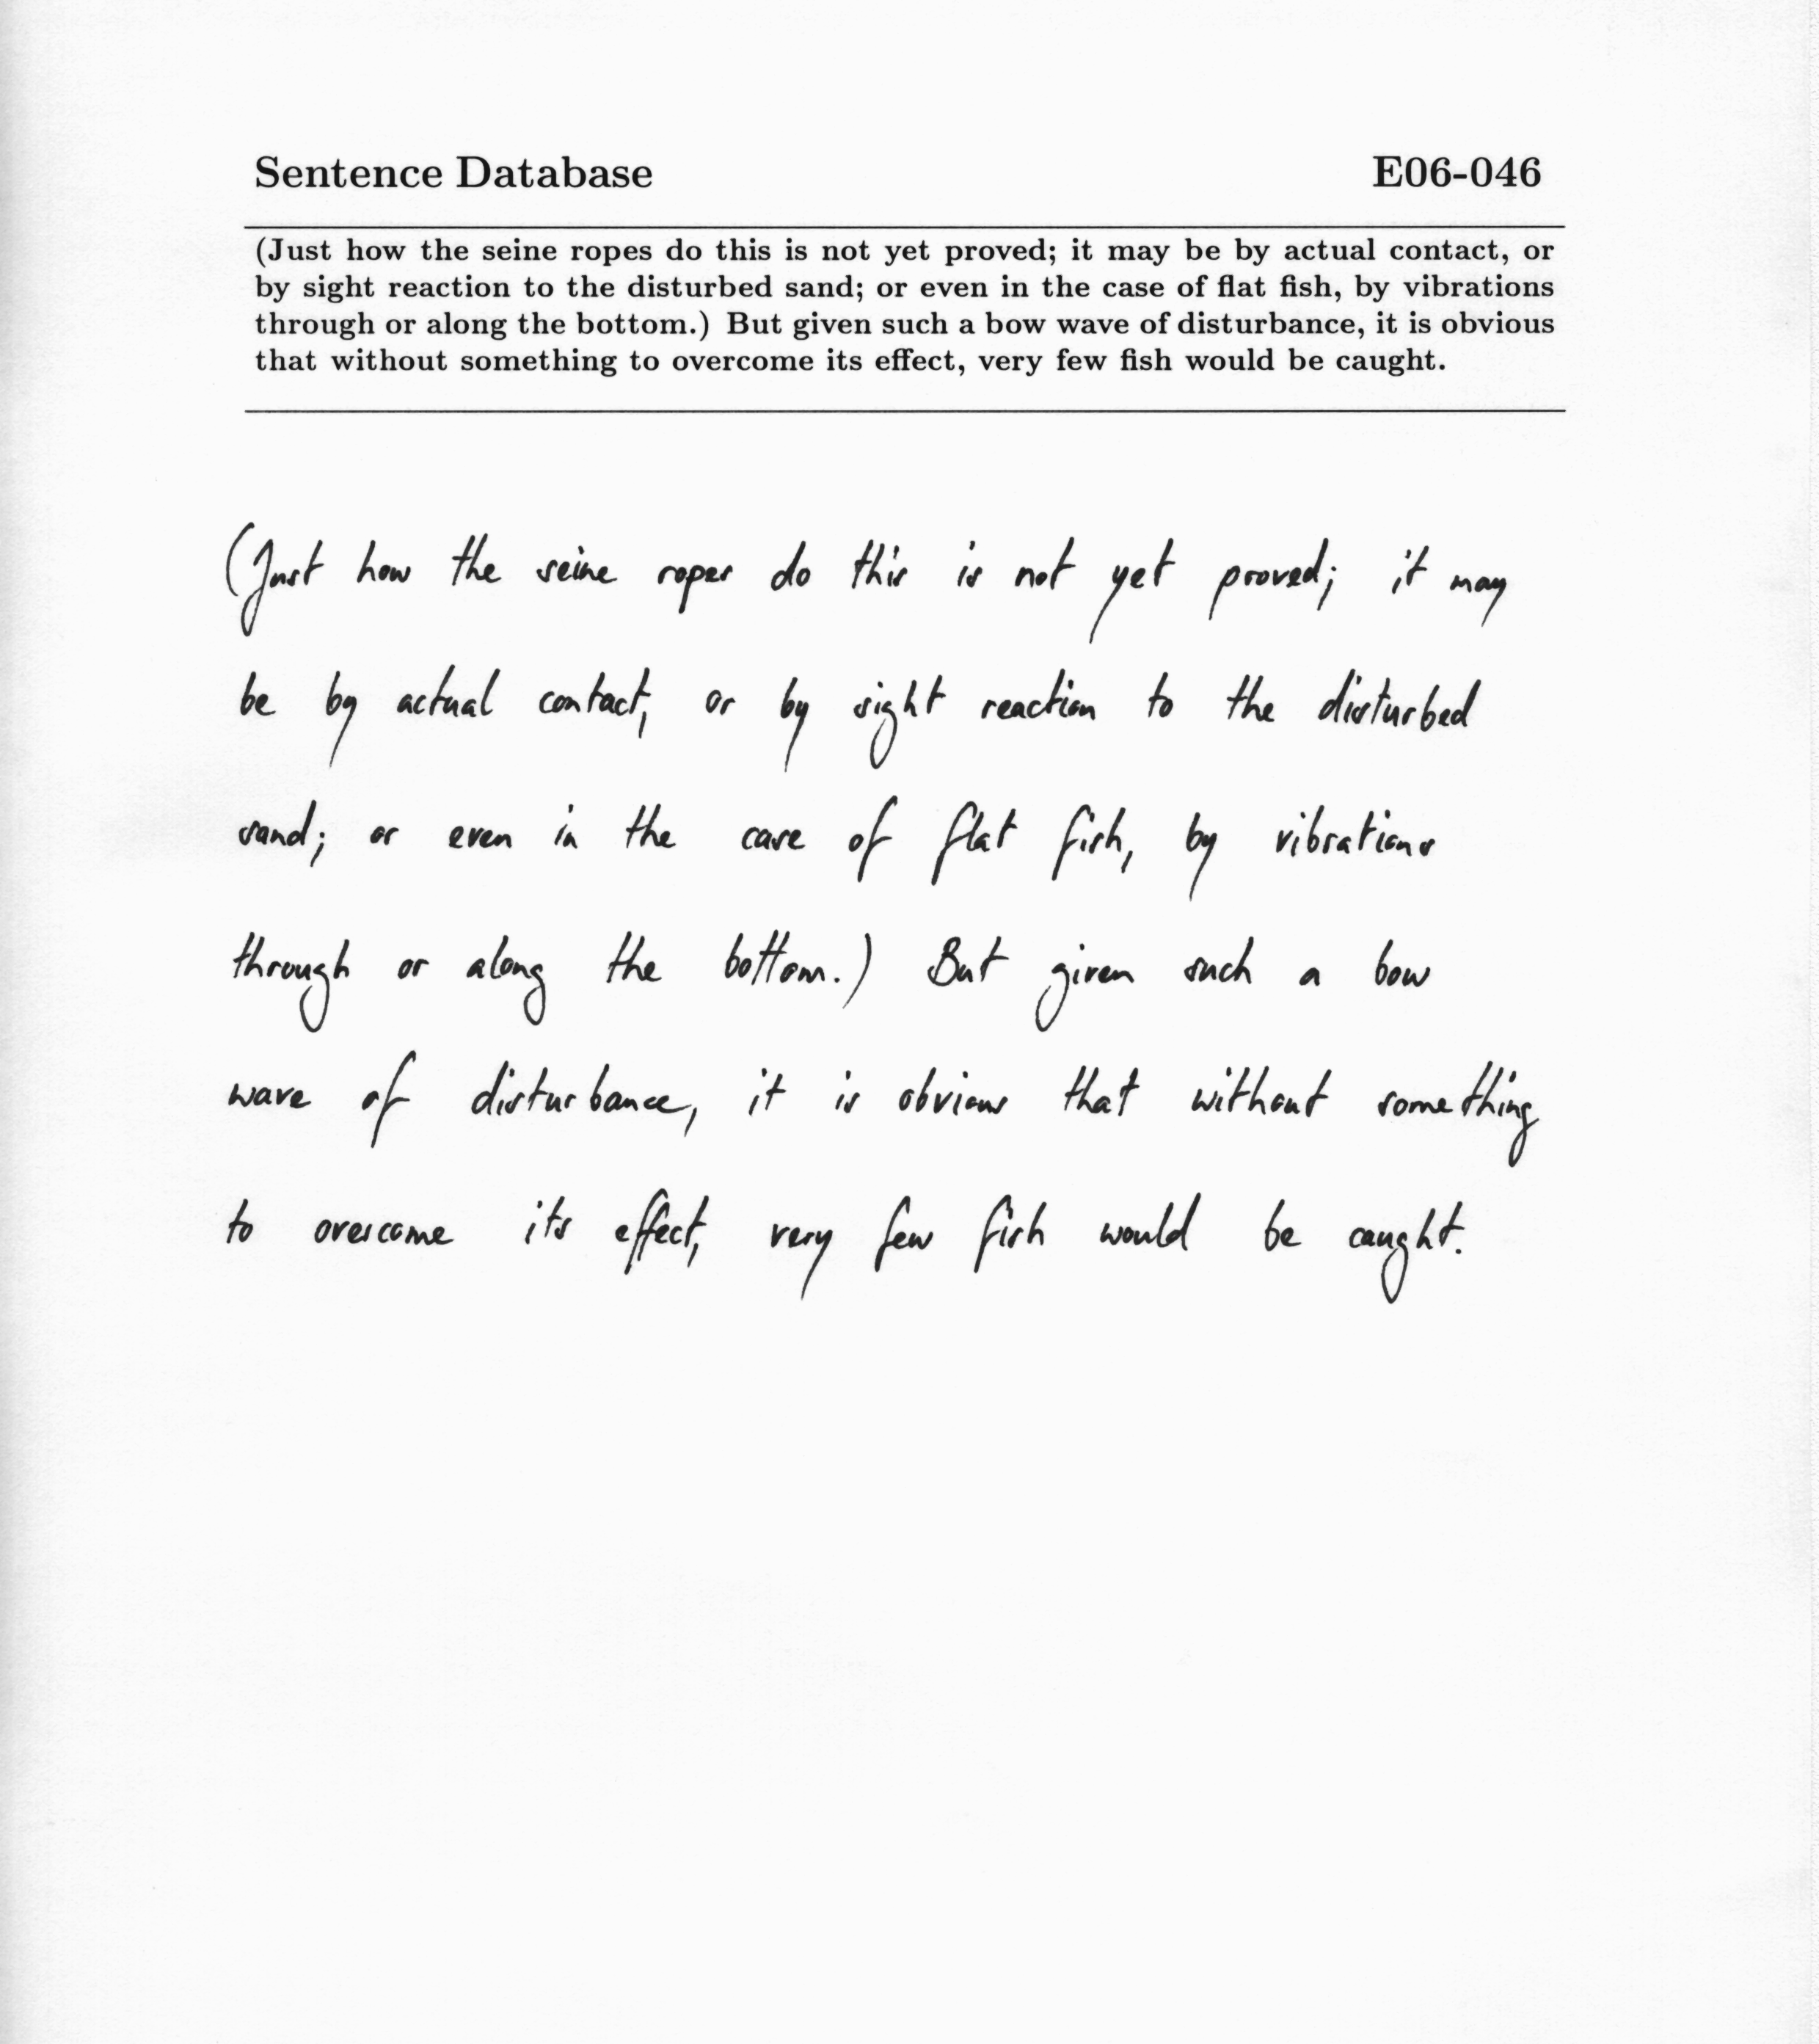 Sentence Database E06-046
(Just how the seine ropes do this is not yet proved; it may be by actual contact, or
by sight reaction to the disturbed sand; or even in the case of flat fish, by vibrations
through or along the bottom.) But given such a bow wave of disturbance, it is obvious
that without something to overcome its effect, very few fish would be caught.
(Just how the seine ropes do this is not yet proved; it may
be by actual contact, or by sight reaction to the disturbed
sand; or even in the case of flat fish, by vibrations
through or along the bottom.) But given such a bow
wave of disturbance, it is obvious that without something
to overcome its effect, very few fish would be caught.